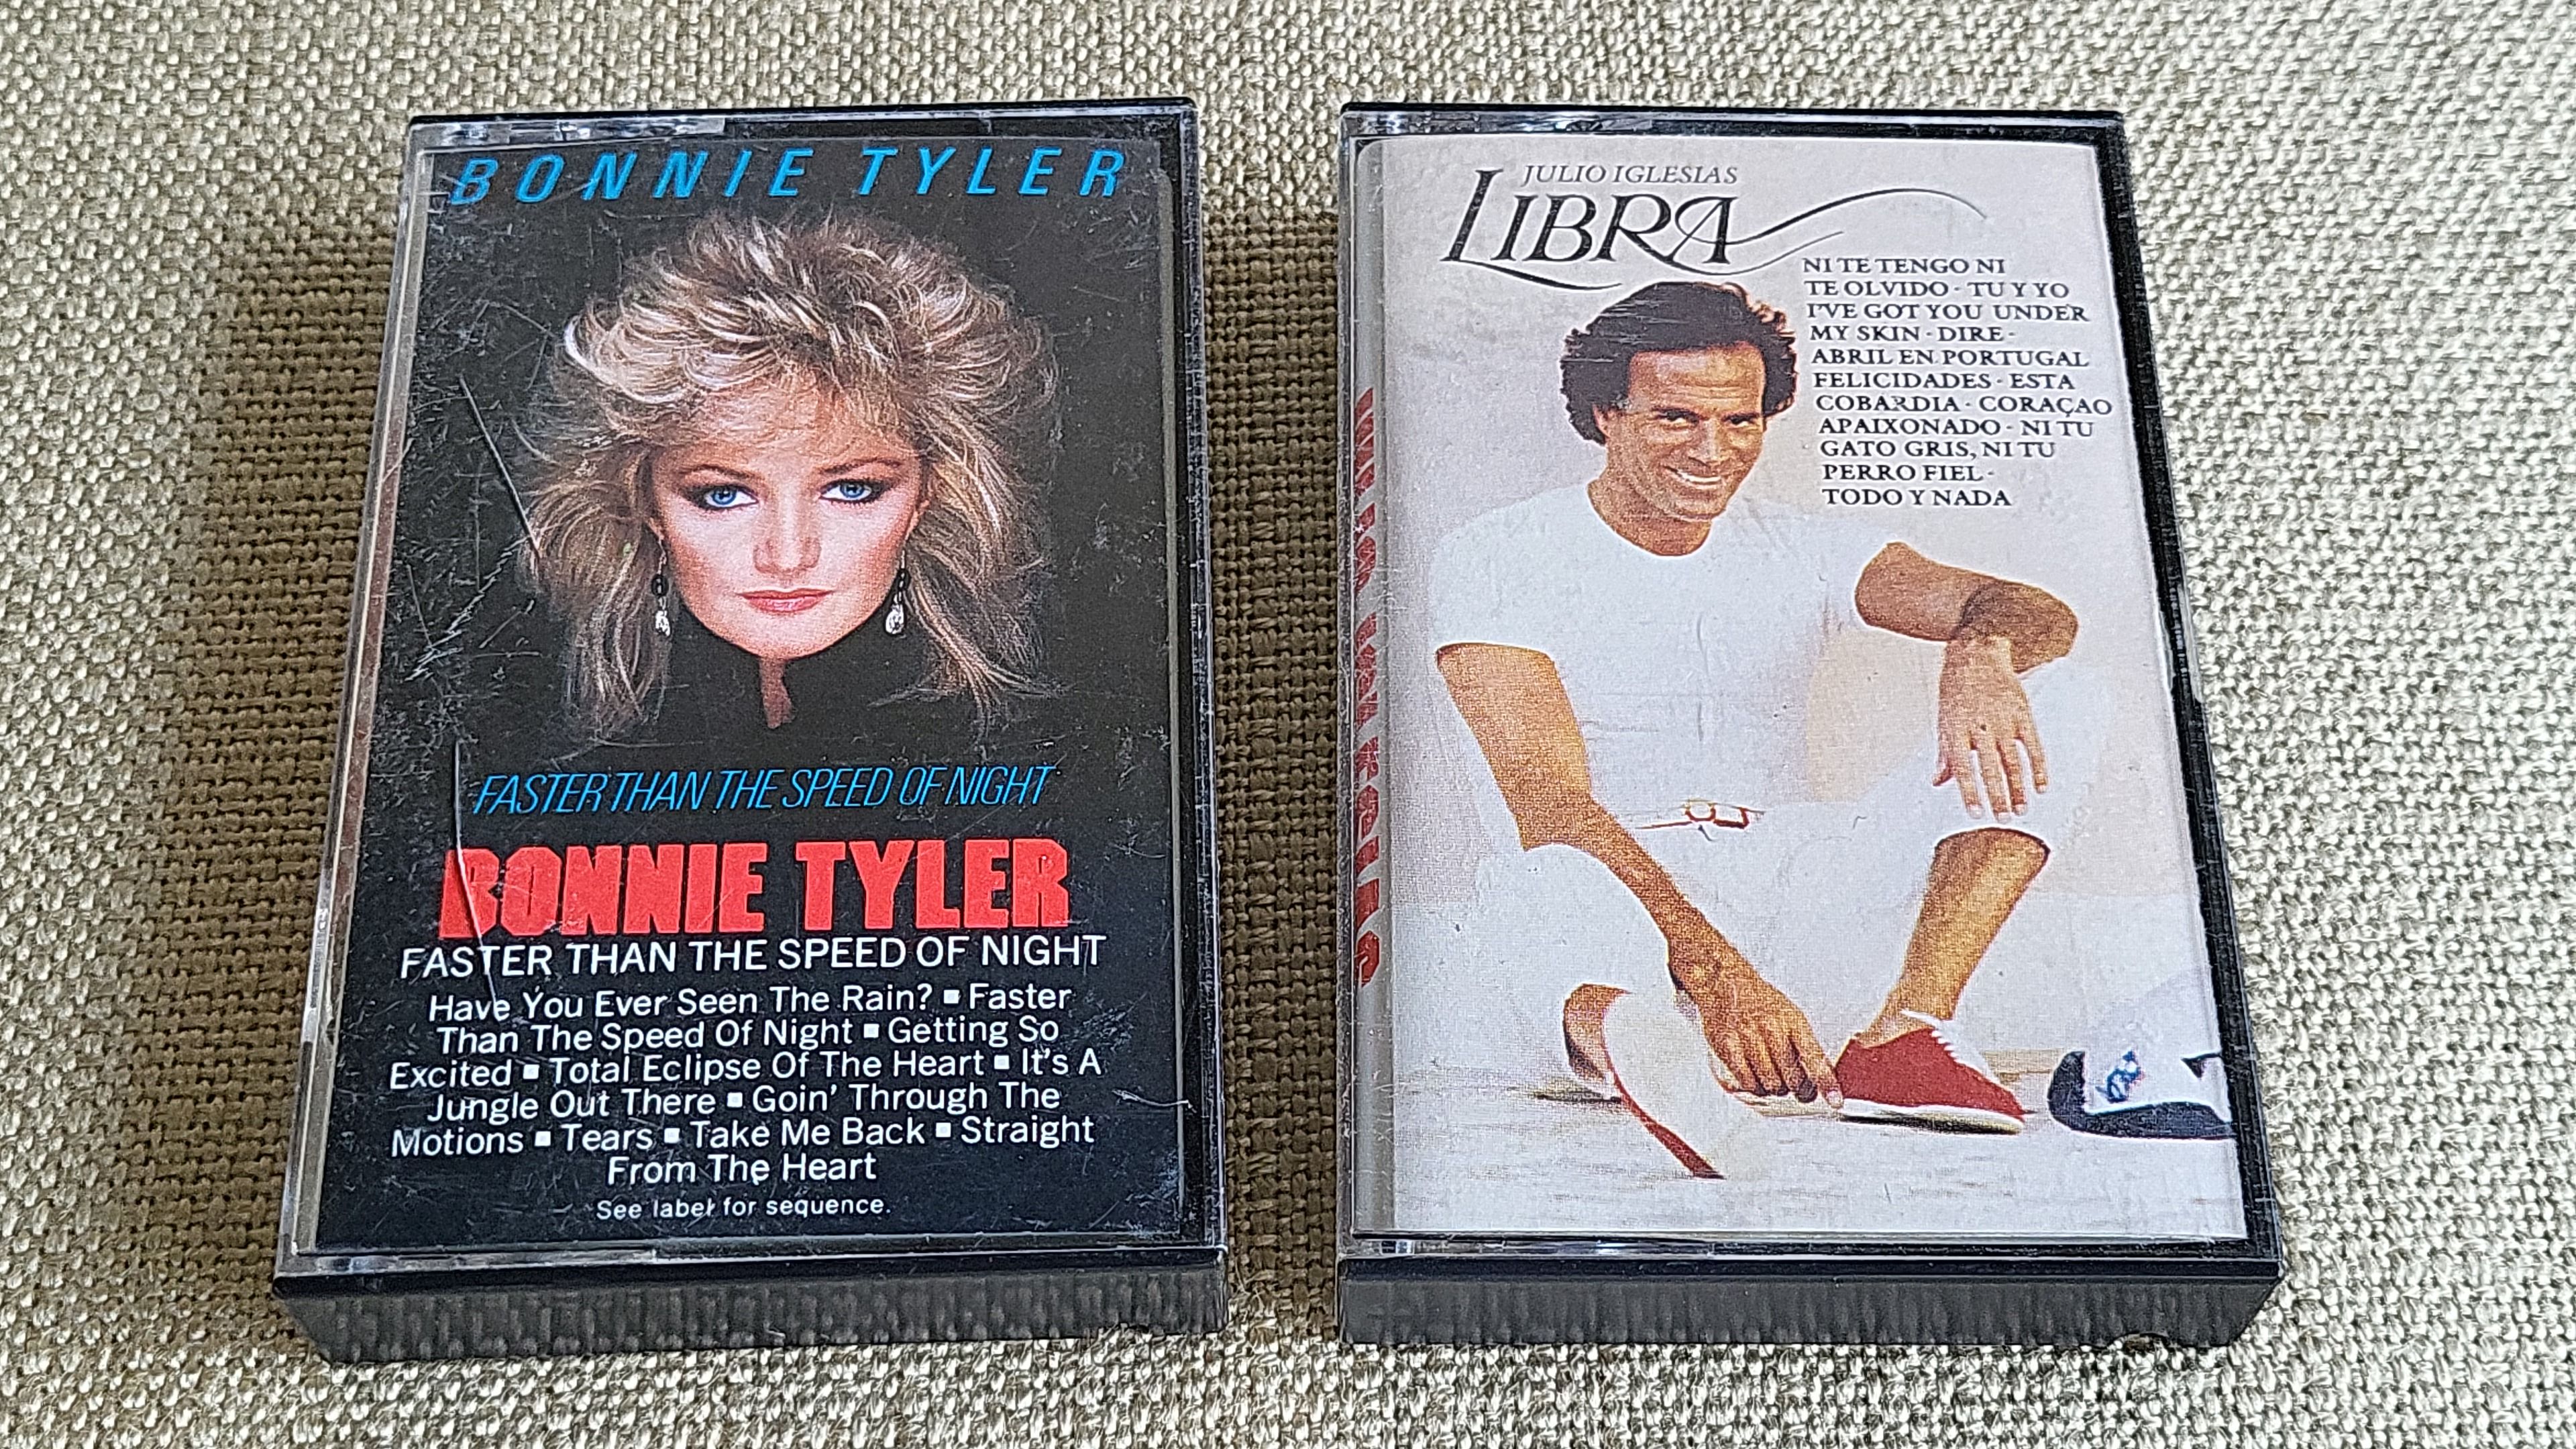 BONNIE TYLER
FASTER THAN THE SPEED OF NIGHT
BONNIE TYLER
FASTER THAN THE SPEED OF NIGHT
Have You Ever Seen The Rain? ■ Faster
Than The Speed Of Night ■ Getting So
Excited ■ Total Eclipse Of The Heart ■ It's A
Jungle Out There ■ Goin' Through The
Motions ■ Tears ■ Take Me Back ■ Straight
From The Heart
See label for sequence.
JULIO IGLESIAS
LIBRA
NI TE TENGO NI
TE OLVIDO - TU Y YO
I'VE GOT YOU UNDER
MY SKIN - DIRE -
ABRIL EN PORTUGAL
FELICIDADES - ESTA
COBARDIA - CORAÇAO
APAIXONADO - NI TU
GATO GRIS, NI TU
PERRO FIEL -
TODO Y NADA